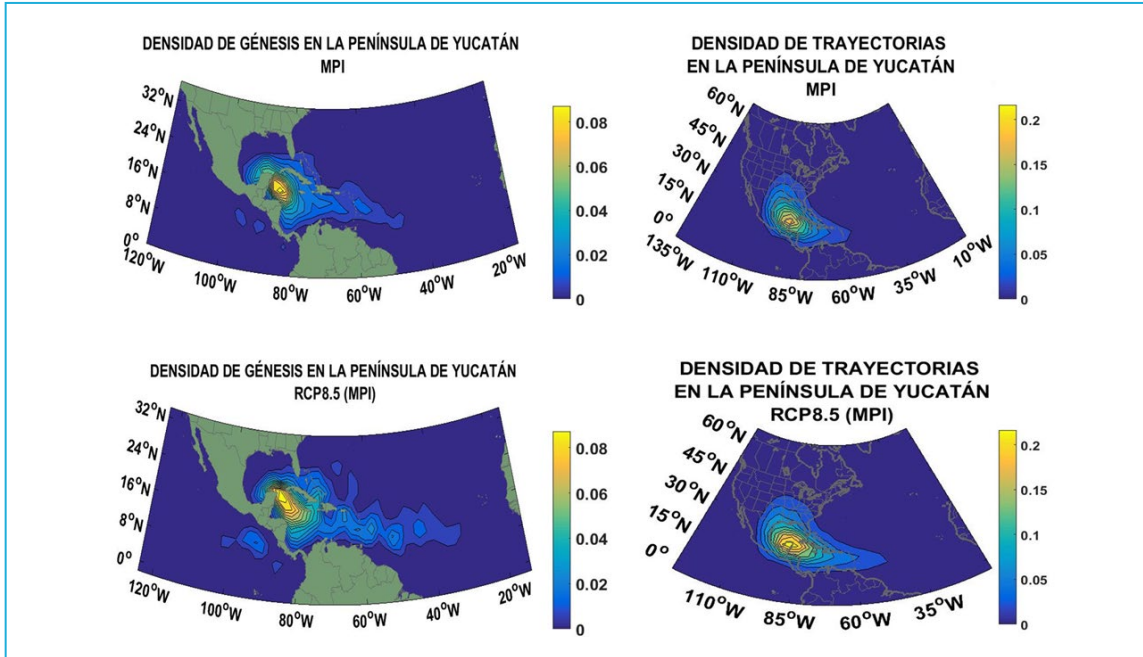 DENSIDAD DE GÉNESIS EN LA PENÍNSULA DE YUCATÁN
MPI
32°N
24°N
16°N
8°N
0°
120°W
100°W
80°W
60°W
40°W
20°W
0.08
0.06
0.04
0.02
0
DENSIDAD DE TRAYECTORIAS
EN LA PENÍNSULA DE YUCATÁN
MPI
60°N
45°N
30°N
15°N
0°
135°W
110°W
85°W
60°W
35°W
10°W
0.2
0.15
0.1
0.05
0
DENSIDAD DE GÉNESIS EN LA PENÍNSULA DE YUCATÁN
RCP8.5 (MPI)
32°N
24°N
16°N
8°N
0°
120°W
100°W
80°W
60°W
40°W
20°W
0.08
0.06
0.04
0.02
0
DENSIDAD DE TRAYECTORIAS
EN LA PENÍNSULA DE YUCATÁN
RCP8.5 (MPI)
60°N
45°N
30°N
15°N
0°
110°W
85°W
60°W
35°W
0.2
0.15
0.1
0.05
0